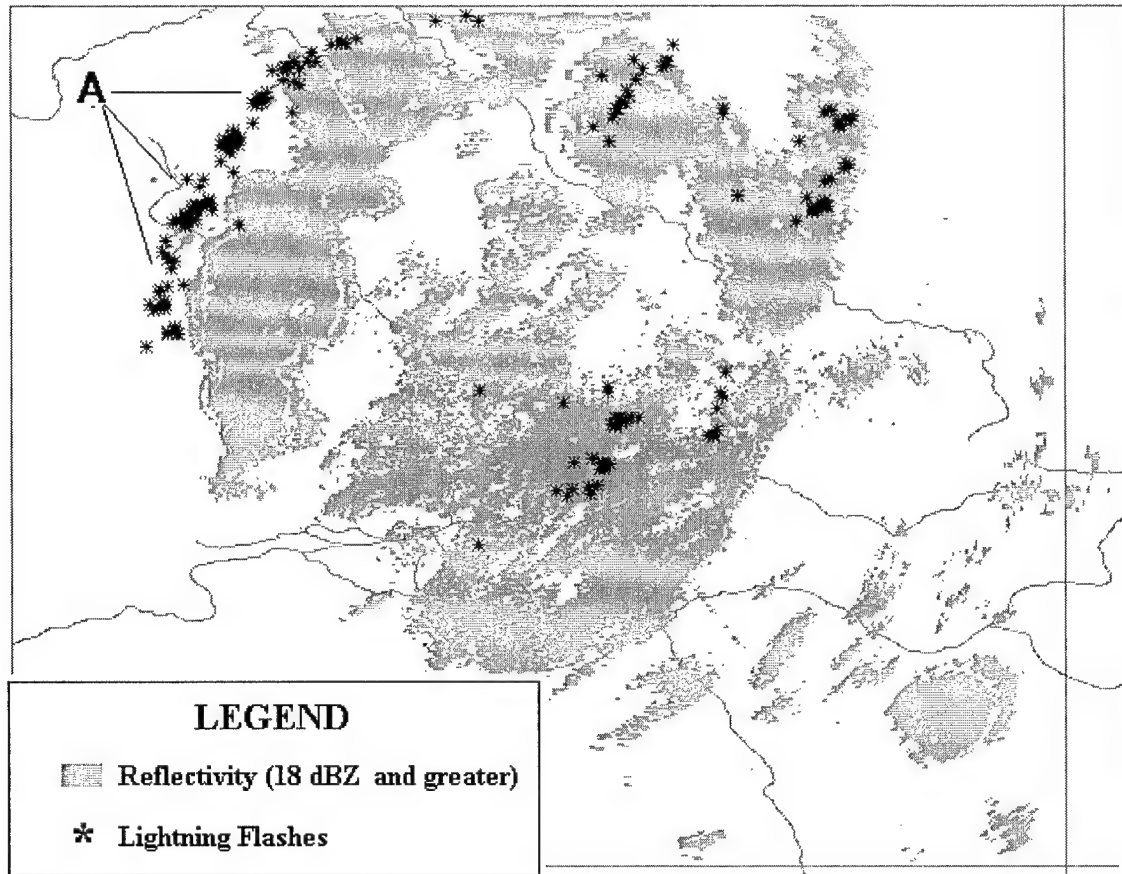 A
LEGEND
Reflectivity (18 dBZ and greater)
* Lightning Flashes